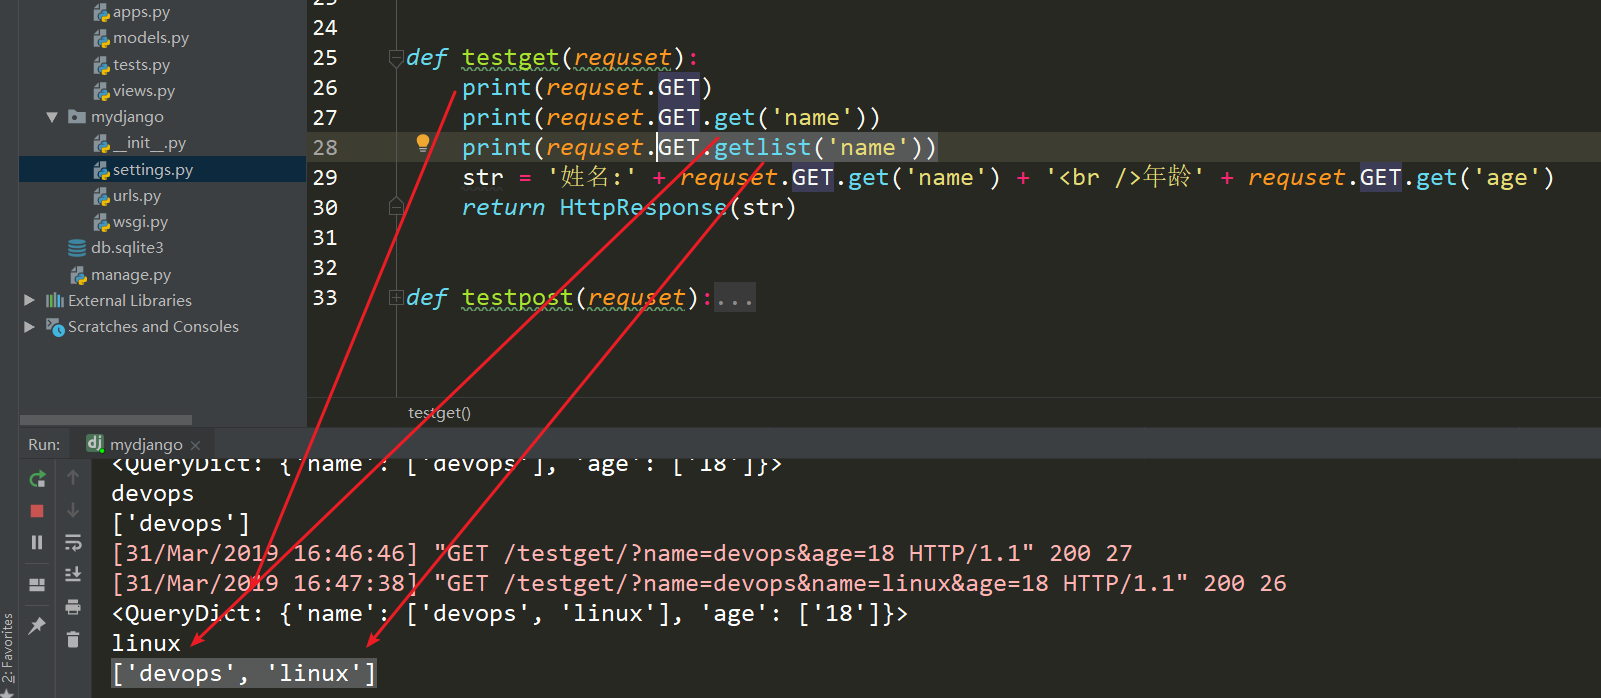 apps.py
models.py
tests.py
views.py
mydjango
__init__.py
settings.py
urls.py
wsgi.py
db.sqlite3
manage.py
External Libraries
Scratches and Consoles
23
24
25 def testget(requset):
26 print(requset.GET)
27 print(requset.GET.get('name'))
28 print(requset.GET.getlist('name'))
29 str = '姓名:' + requset.GET.get('name') + '<br />年龄' + requset.GET.get('age')
30 return HttpResponse(str)
31
32
33 def testpost(requset):...
testget()
Run: mydjango
<QueryDict: {'name': ['devops'], 'age': ['18']}>
devops
['devops']
[31/Mar/2019 16:46:46] "GET /testget/?name=devops&age=18 HTTP/1.1" 200 27
[31/Mar/2019 16:47:38] "GET /testget/?name=devops&name=linux&age=18 HTTP/1.1" 200 26
<QueryDict: {'name': ['devops', 'linux'], 'age': ['18']}>
linux
['devops', 'linux']
2: Favorites